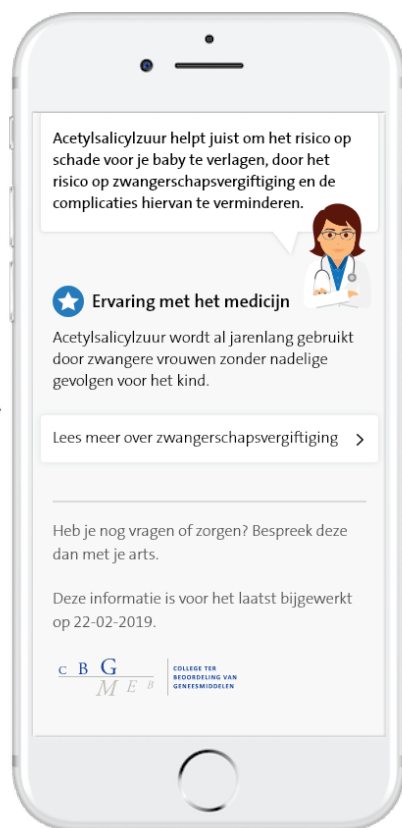 Acetylsalicylzuur helpt juist om het risico op
schade voor je baby te verlagen, door het
risico op zwangerschapsvergiftiging en de
complicaties hiervan te verminderen.
Ervaring met het medicijn
Acetylsalicylzuur wordt al jarenlang gebruikt
door zwangere vrouwen zonder nadelige
gevolgen voor het kind.
Lees meer over zwangerschapsvergiftiging
Heb je nog vragen of zorgen? Bespreek deze
dan met je arts.
Deze informatie is voor het laatst bijgewerkt
op 22-02-2019.
C B G
M E B
COLLEGE TER
BEOORDELING VAN
GENEESMIDDELEN